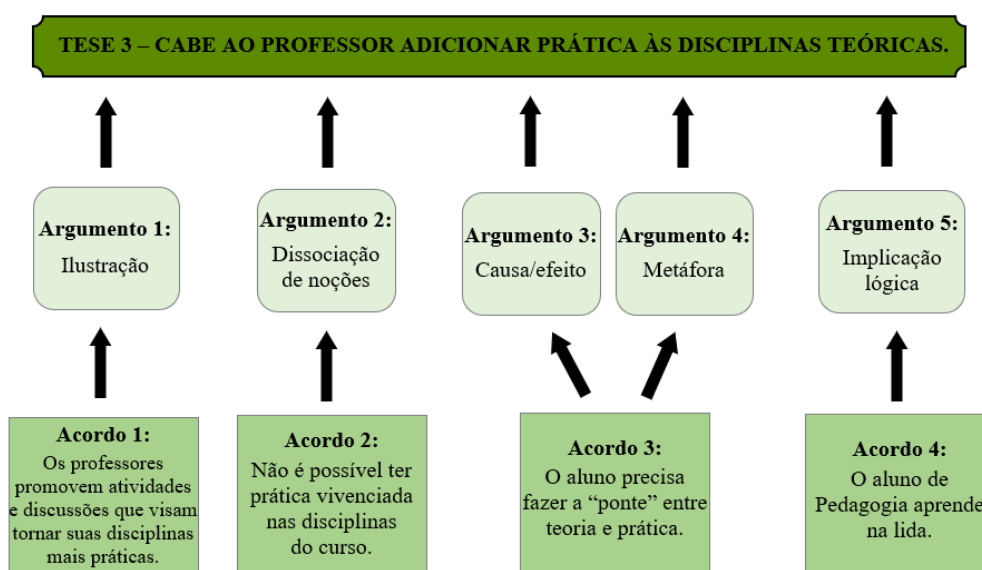 TESE 3 – CABE AO PROFESSOR ADICIONAR PRÁTICA ÀS DISCIPLINAS TEÓRICAS.
Argumento 1:
Ilustração
Argumento 2:
Dissociação
de noções
Argumento 3:
Causa/efeito
Argumento 4:
Metáfora
Argumento 5:
Implicação
lógica
Acordo 1:
Os professores
promovem atividades
e discussões que visam
tornar suas disciplinas
mais práticas.
Acordo 2:
Não é possível ter
prática vivenciada
nas disciplinas
do curso.
Acordo 3:
O aluno precisa
fazer a “ponte” entre
teoria e prática.
Acordo 4:
O aluno de
Pedagogia aprende
na lida.